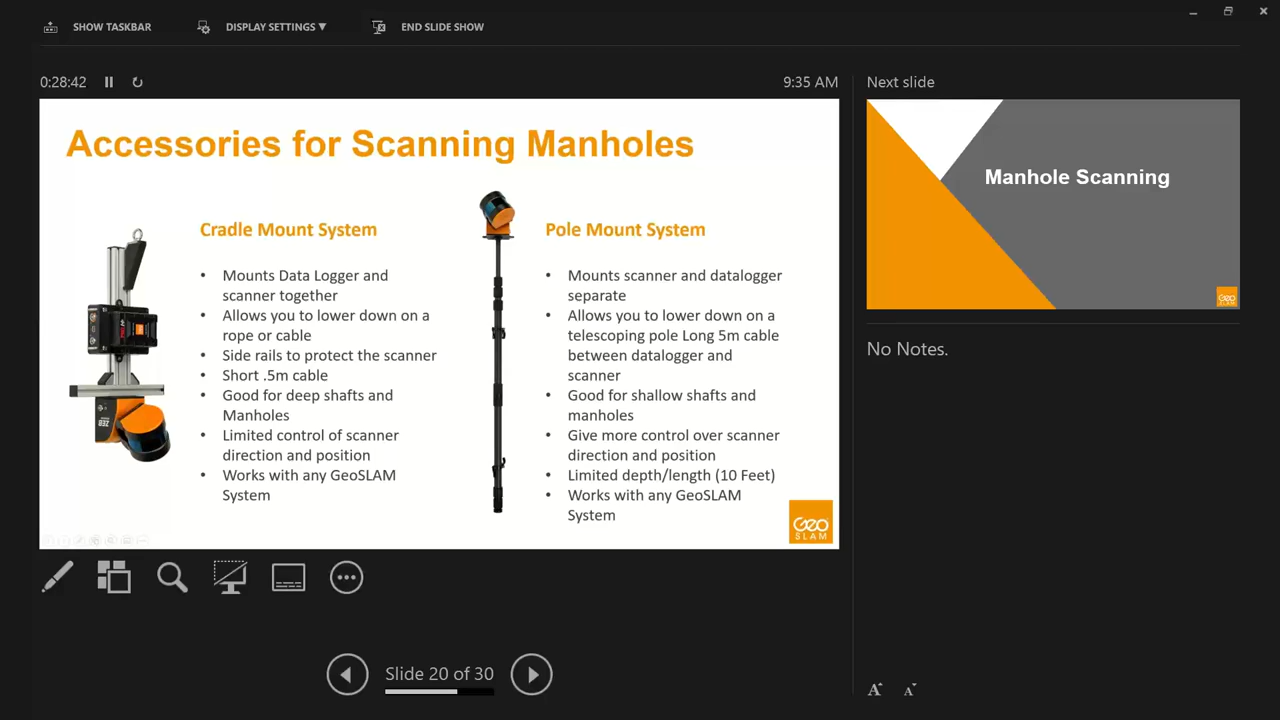 SHOW TASKBAR
DISPLAY SETTINGS ▼
END SLIDE SHOW
0:28:42
9:35 AM
Accessories for Scanning Manholes
Cradle Mount System
• Mounts Data Logger and
scanner together
• Allows you to lower down on a
rope or cable
• Side rails to protect the scanner
• Short .5m cable
• Good for deep shafts and
Manholes
• Limited control of scanner
direction and position
• Works with any GeoSLAM
System
Pole Mount System
• Mounts scanner and datalogger
separate
• Allows you to lower down on a
telescoping pole Long 5m cable
between datalogger and
scanner
• Good for shallow shafts and
manholes
• Give more control over scanner
direction and position
• Limited depth/length (10 Feet)
• Works with any GeoSLAM
System
ZEB
Geo
SLAM
Slide 20 of 30
Next slide
Manhole Scanning
Geo
SLAM
No Notes.
A A